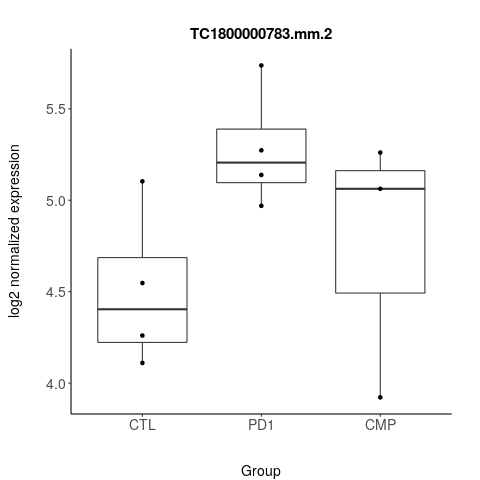 TC1800000783.mm.2
log2 normalized expression
5.5
5.0
4.5
4.0
CTL PD1 CMP
Group